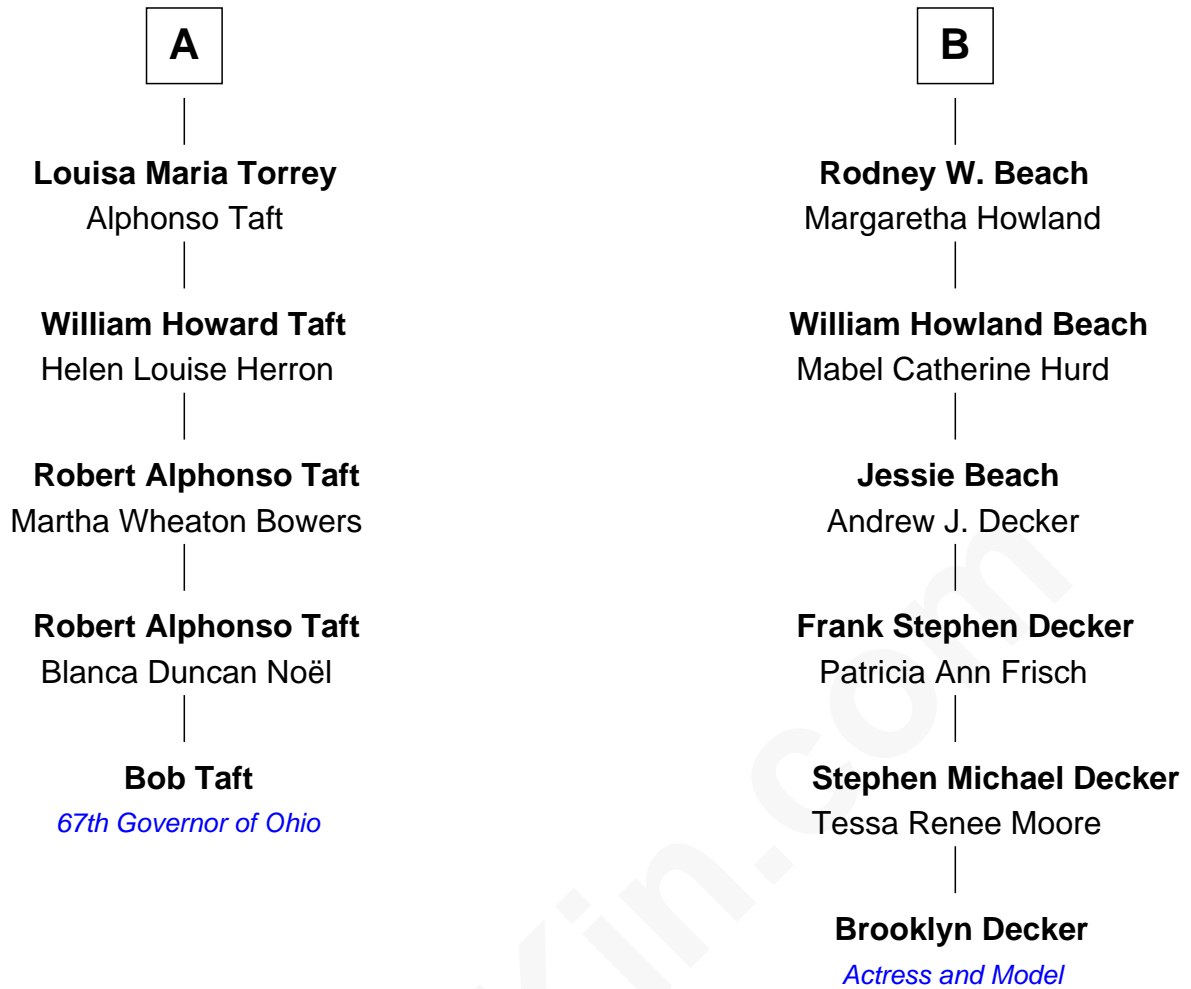 A
B
Louisa Maria Torrey
Alphonso Taft
Rodney W. Beach
Margaretha Howland
William Howard Taft
Helen Louise Herron
William Howland Beach
Mabel Catherine Hurd
Robert Alphonso Taft
Martha Wheaton Bowers
Jessie Beach
Andrew J. Decker
Robert Alphonso Taft
Blanca Duncan Noël
Frank Stephen Decker
Patricia Ann Frisch
Bob Taft
67th Governor of Ohio
Stephen Michael Decker
Tessa Renee Moore
Brooklyn Decker
Actress and Model
Kin.com